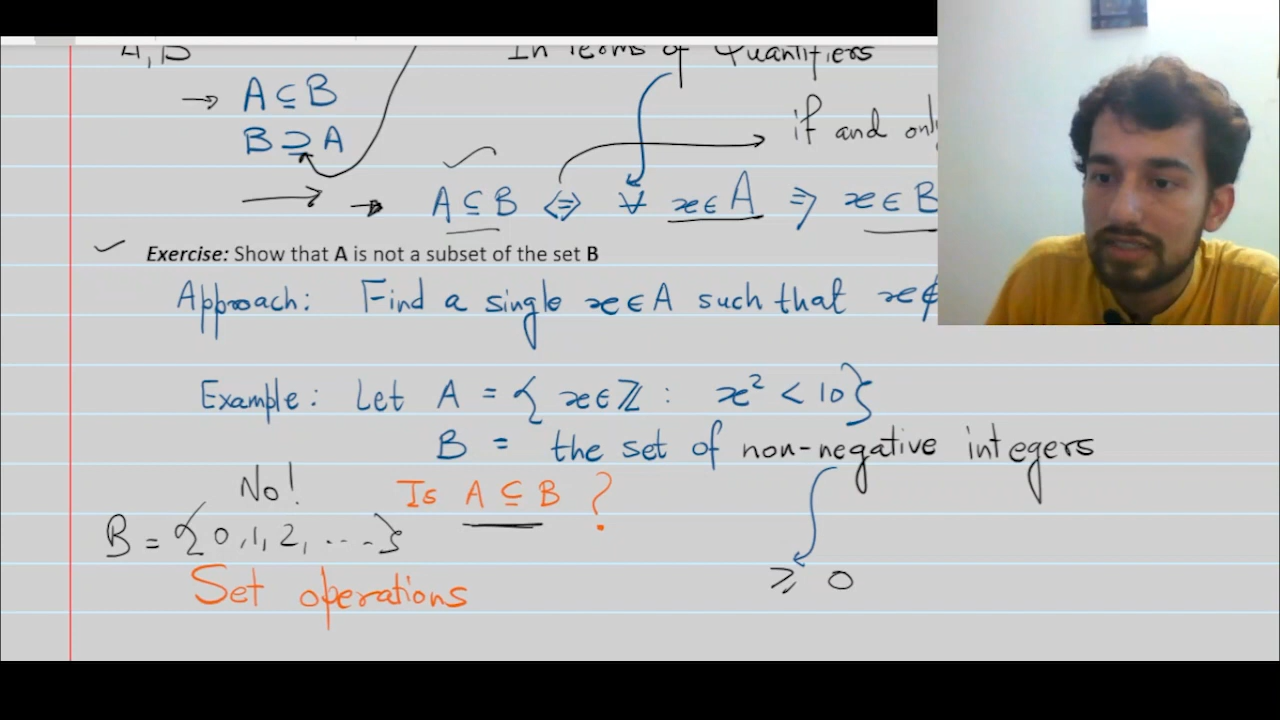 A, B
In Terms of Quantifiers
→ A ⊆ B
B ⊇ A
if and only
→ A ⊆ B ⇔ ∀ x ∈ A ⇒ x ∈ B
Exercise: Show that A is not a subset of the set B
Approach: Find a single x ∈ A such that x ∉
Example: Let A = { x ∈ ℤ : x² < 10 }
B = the set of non-negative integers
No! Is A ⊆ B ?
B = { 0, 1, 2, .... }
≥ 0
Set operations